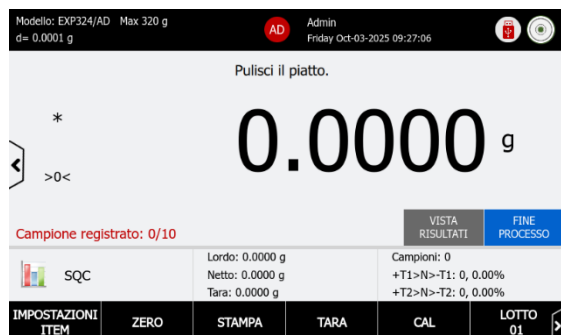 Modello: EXP324/AD Max 320 g
d= 0.0001 g
AD
Admin
Friday Oct-03-2025 09:27:06
Pulisci il piatto.
*
0.0000 g
>0<
Campione registrato: 0/10
VISTA
RISULTATI
FINE
PROCESSO
SQC
Lordo: 0.0000 g
Netto: 0.0000 g
Tara: 0.0000 g
Campioni: 0
+T1>N>-T1: 0, 0.00%
+T2>N>-T2: 0, 0.00%
IMPOSTAZIONI
ITEM
ZERO
STAMPA
TARA
CAL
LOTTO
01